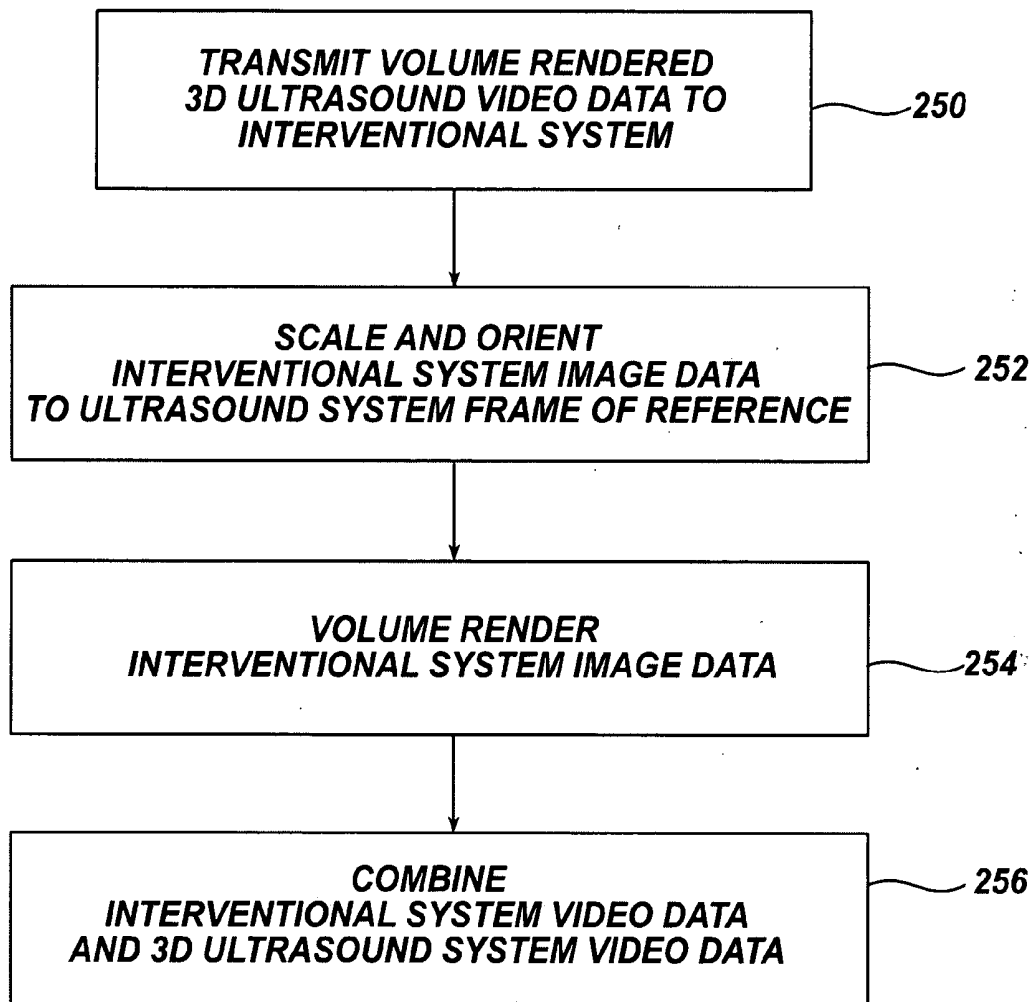 TRANSMIT VOLUME RENDERED
3D ULTRASOUND VIDEO DATA TO
INTERVENTIONAL SYSTEM
250
SCALE AND ORIENT
INTERVENTIONAL SYSTEM IMAGE DATA
TO ULTRASOUND SYSTEM FRAME OF REFERENCE
252
VOLUME RENDER
INTERVENTIONAL SYSTEM IMAGE DATA
254
COMBINE
INTERVENTIONAL SYSTEM VIDEO DATA
AND 3D ULTRASOUND SYSTEM VIDEO DATA
256